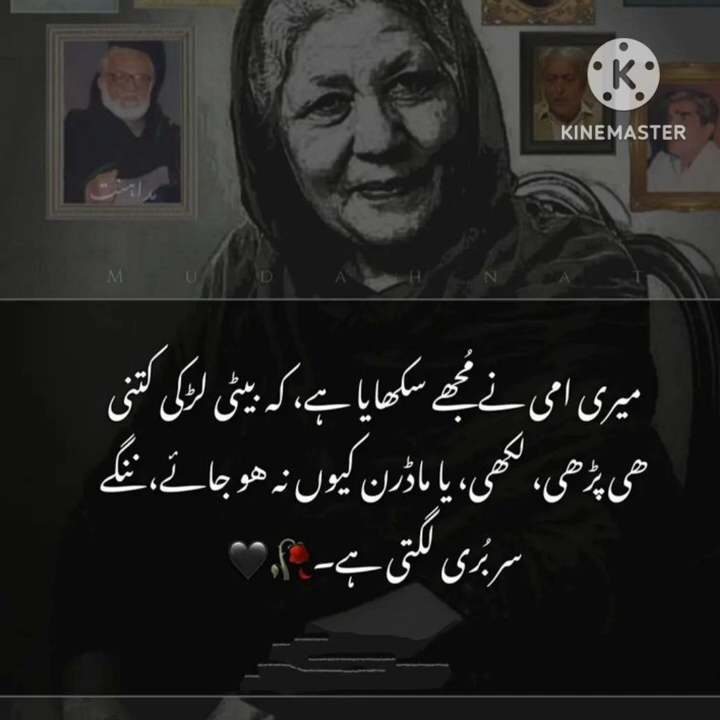 KINEMASTER
مداہنت
MUDAHNAT
میری امی نے مُجھے سکھایا ہے، کہ بیٹی لڑکی کتنی
ھی پڑھی، لکھی، یا ماڈرن کیوں نہ ھو جائے، ننگے
سر بُری لگتی ہے۔🥀🖤